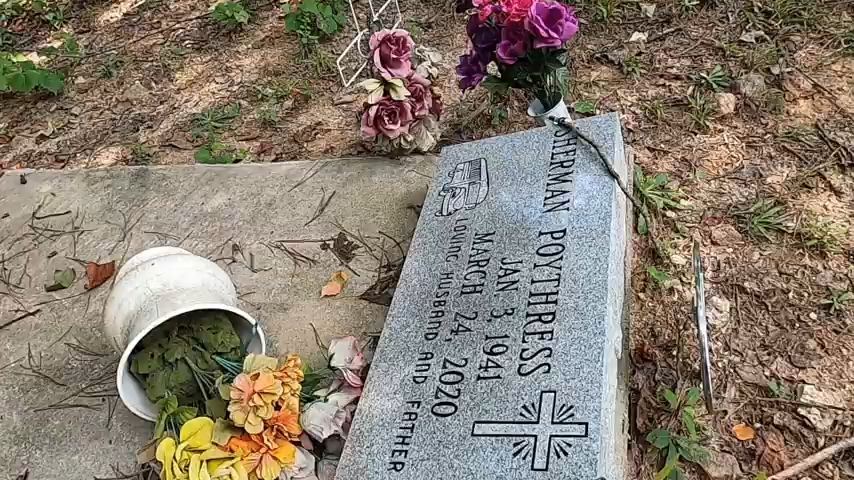 SHERMAN POYTHRESS
JAN. 3, 1941
MARCH 24, 2020
LOVING HUSBAND AND FATHER